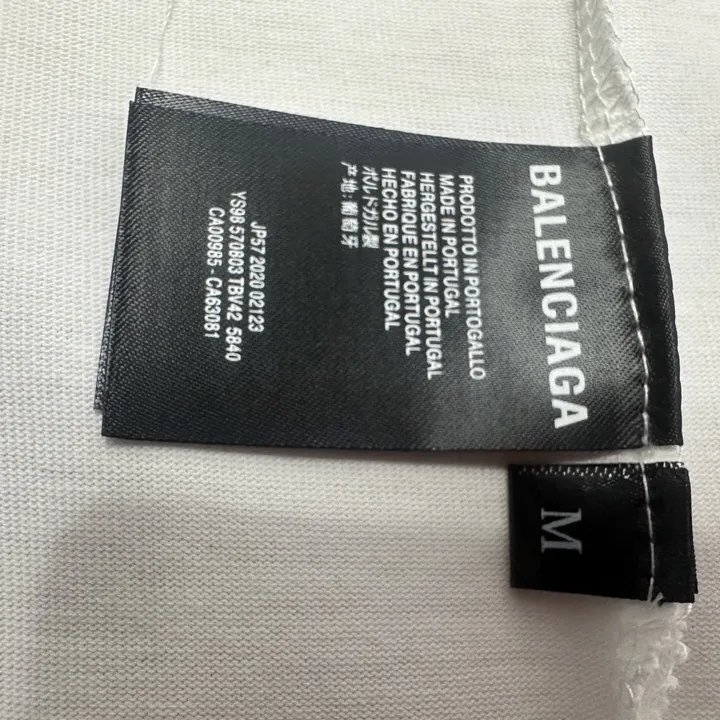 BALENCIAGA
PRODOTTO IN PORTOGALLO
MADE IN PORTUGAL
HERGESTELLT IN PORTUGAL
FABRIQUE EN PORTUGAL
HECHO EN PORTUGAL
ポルトガル製
产地:葡萄牙
JP57 2020 02123
YS98 570803 TBV42 5840
CA00985 - CA63081
M